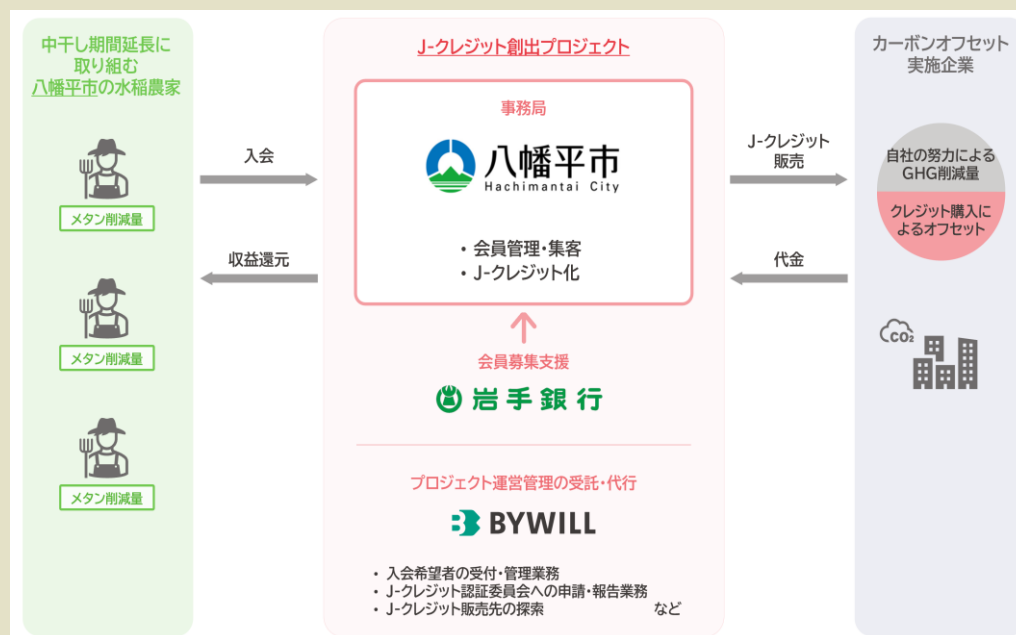 中干し期間延長に
取り組む
八幡平市の水稲農家
メタン削減量
メタン削減量
メタン削減量
入会
収益還元
J-クレジット創出プロジェクト
事務局
八幡平市
Hachimantai City
・会員管理・集客
・J-クレジット化
会員募集支援
岩手銀行
プロジェクト運営管理の受託・代行
BYWILL
・入会希望者の受付・管理業務
・J-クレジット認証委員会への申請・報告業務
・J-クレジット販売先の探索 など
J-クレジット
販売
代金
カーボンオフセット
実施企業
自社の努力による
GHG削減量
クレジット購入に
よるオフセット
CO₂